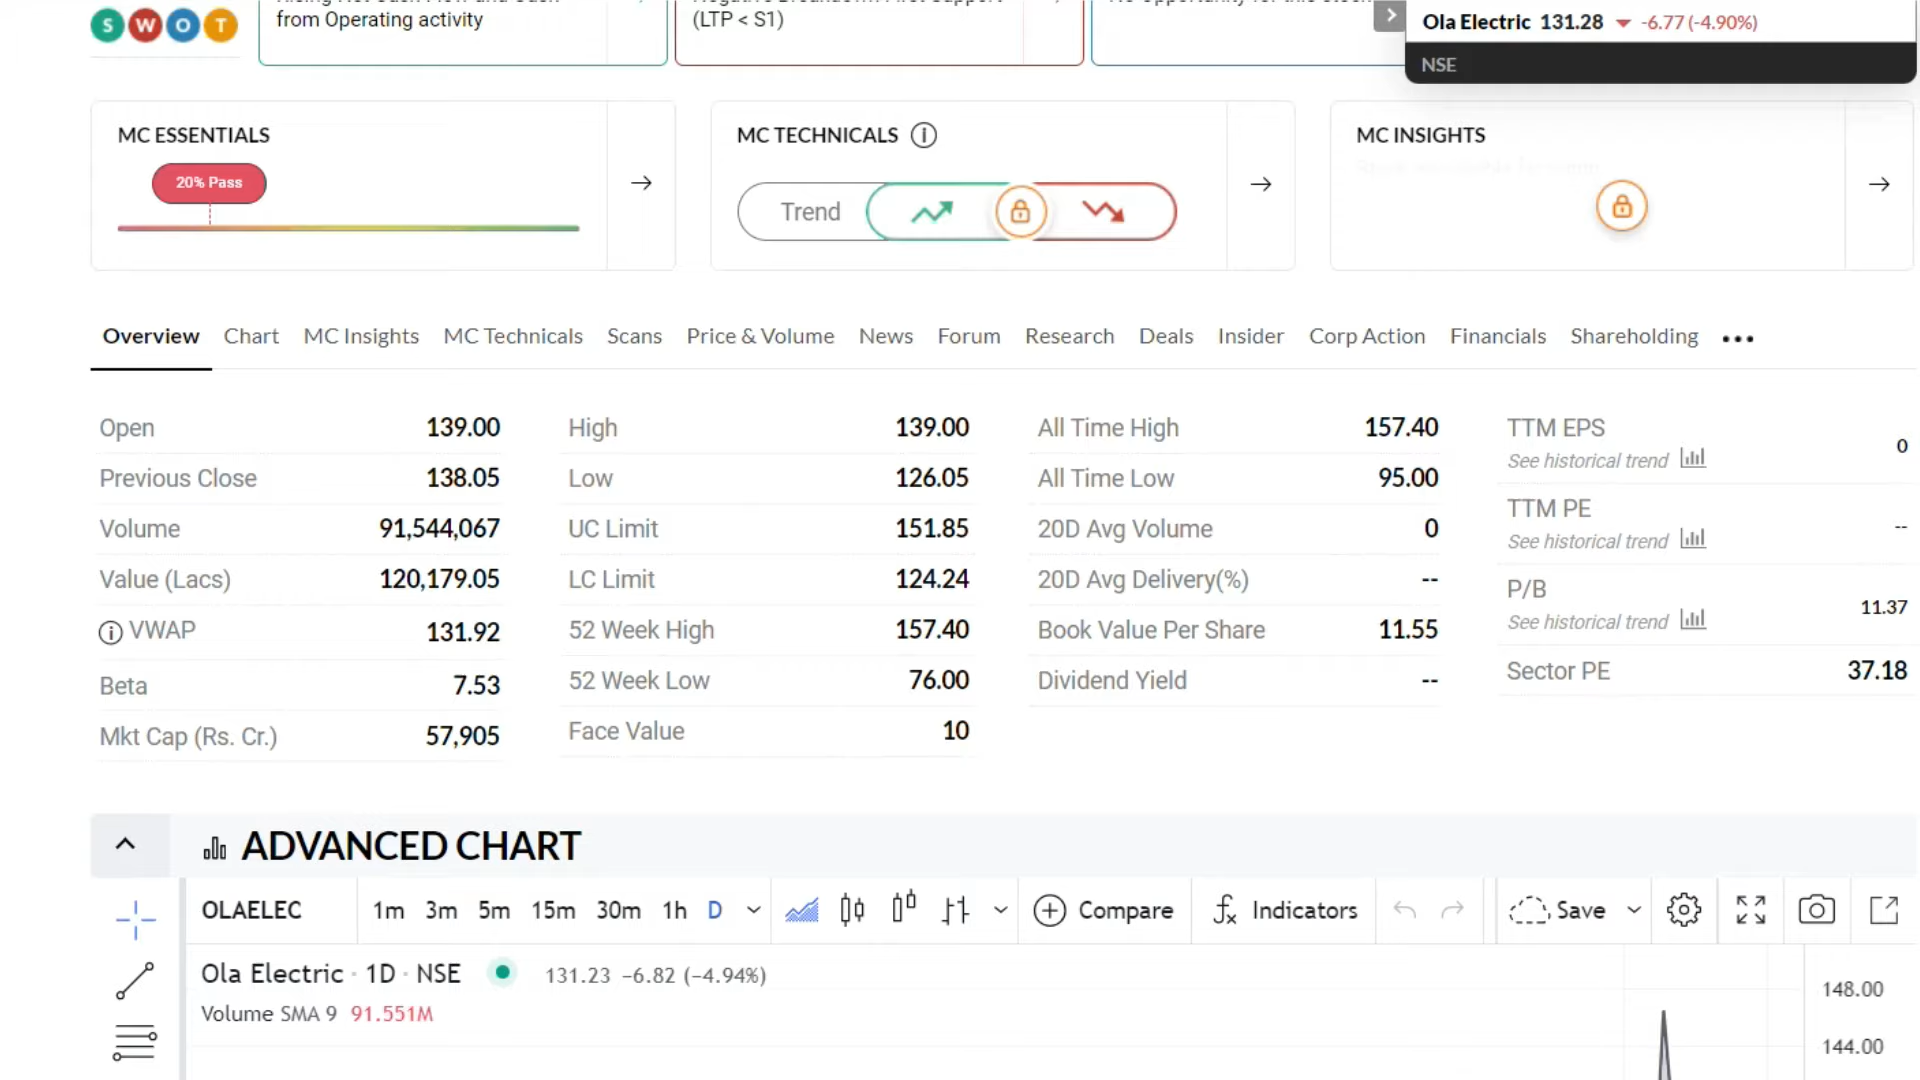 S W O T
from Operating activity
(LTP < S1)
Ola Electric 131.28 -6.77 (-4.90%)
NSE
MC ESSENTIALS
20% Pass
MC TECHNICALS
Trend
MC INSIGHTS
Overview Chart MC Insights MC Technicals Scans Price & Volume News Forum Research Deals Insider Corp Action Financials Shareholding
Open 139.00
Previous Close 138.05
Volume 91,544,067
Value (Lacs) 120,179.05
VWAP 131.92
Beta 7.53
Mkt Cap (Rs. Cr.) 57,905
High 139.00
Low 126.05
UC Limit 151.85
LC Limit 124.24
52 Week High 157.40
52 Week Low 76.00
Face Value 10
All Time High 157.40
All Time Low 95.00
20D Avg Volume 0
20D Avg Delivery(%) --
Book Value Per Share 11.55
Dividend Yield --
TTM EPS 0
See historical trend
TTM PE --
See historical trend
P/B 11.37
See historical trend
Sector PE 37.18
ADVANCED CHART
OLAELEC 1m 3m 5m 15m 30m 1h D Compare Indicators Save
Ola Electric · 1D · NSE 131.23 −6.82 (−4.94%)
Volume SMA 9 91.551M
148.00
144.00